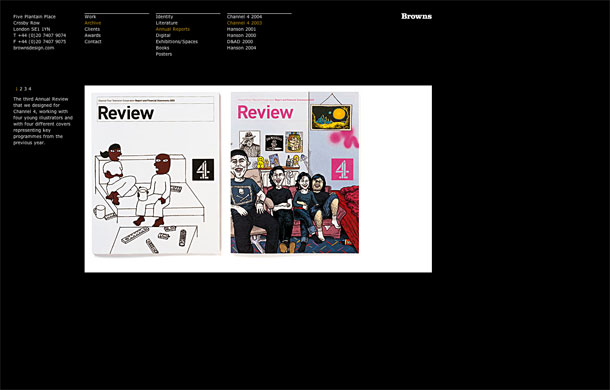 Five Plantain Place
Crosby Row
London SE1 1YN
T +44 (0)20 7407 9074
F +44 (0)20 7407 9075
brownsdesign.com
Work
Archive
Clients
Awards
Contact
Identity
Literature
Annual Reports
Digital
Exhibitions/Spaces
Books
Posters
Channel 4 2004
Channel 4 2003
Hanson 2001
Hanson 2000
D&AD 2000
Hanson 2004
Browns
1 2 3 4
The third Annual Review
that we designed for
Channel 4, working with
four young illustrators and
with four different covers
representing key
programmes from the
previous year.
Review
4
Review
4